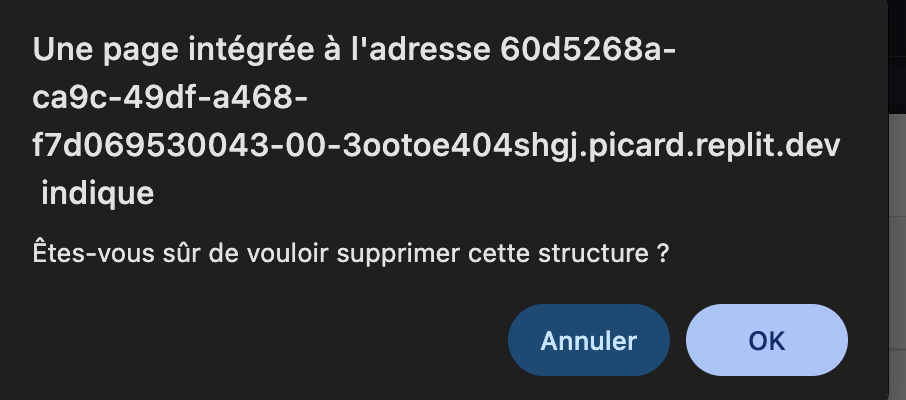 Une page intégrée à l'adresse 60d5268a-
ca9c-49df-a468-
f7d069530043-00-3ootoe404shgj.picard.replit.dev
indique
Êtes-vous sûr de vouloir supprimer cette structure ?
Annuler
OK